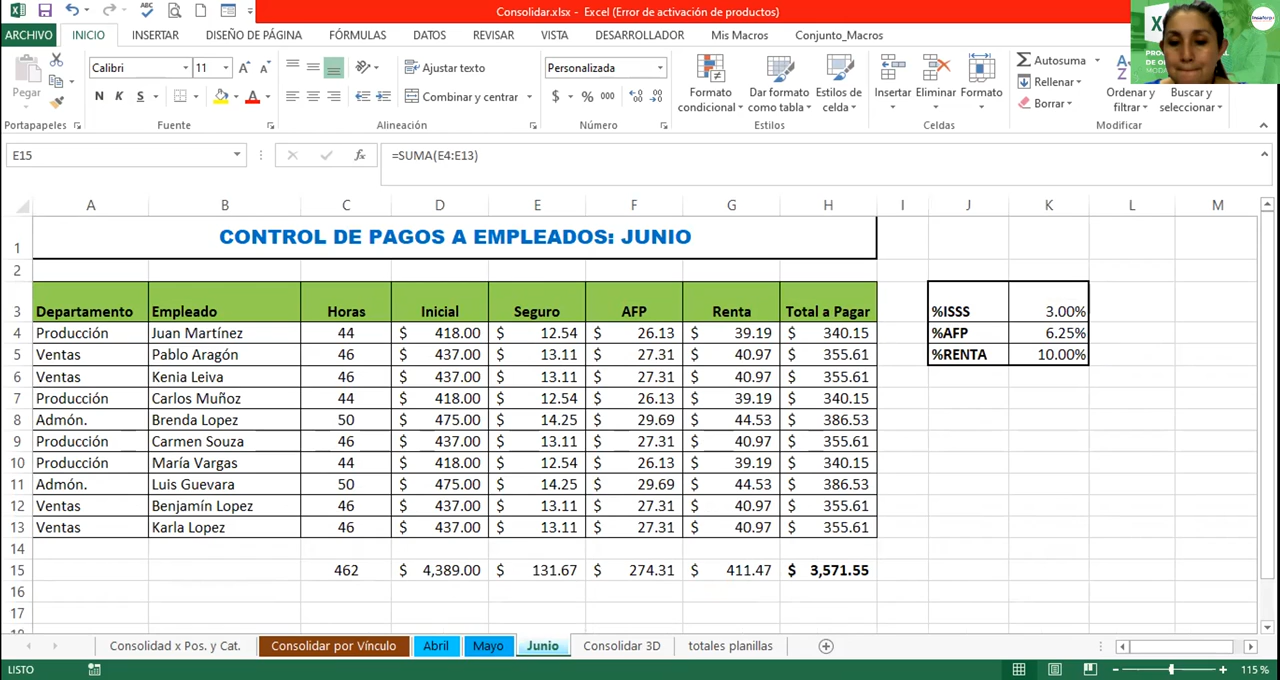 Consolidar.xlsx - Excel (Error de activación de productos)
ARCHIVO INICIO INSERTAR DISEÑO DE PÁGINA FÓRMULAS DATOS REVISAR VISTA DESARROLLADOR Mis Macros Conjunto_Macros
Pegar
Portapapeles
Calibri 11
N K S
Fuente
Ajustar texto
Combinar y centrar
Alineación
Personalizada
$ % 000
Número
Formato condicional
Dar formato como tabla
Estilos de celda
Estilos
Insertar Eliminar Formato
Celdas
Autosuma
Rellenar
Borrar
Ordenar y filtrar
Buscar y seleccionar
Modificar
E15 fx =SUMA(E4:E13)
A B C D E F G H I J K L M
1 CONTROL DE PAGOS A EMPLEADOS: JUNIO
2
3 Departamento Empleado Horas Inicial Seguro AFP Renta Total a Pagar %ISSS 3.00%
4 Producción Juan Martínez 44 $ 418.00 $ 12.54 $ 26.13 $ 39.19 $ 340.15 %AFP 6.25%
5 Ventas Pablo Aragón 46 $ 437.00 $ 13.11 $ 27.31 $ 40.97 $ 355.61 %RENTA 10.00%
6 Ventas Kenia Leiva 46 $ 437.00 $ 13.11 $ 27.31 $ 40.97 $ 355.61
7 Producción Carlos Muñoz 44 $ 418.00 $ 12.54 $ 26.13 $ 39.19 $ 340.15
8 Admón. Brenda Lopez 50 $ 475.00 $ 14.25 $ 29.69 $ 44.53 $ 386.53
9 Producción Carmen Souza 46 $ 437.00 $ 13.11 $ 27.31 $ 40.97 $ 355.61
10 Producción María Vargas 44 $ 418.00 $ 12.54 $ 26.13 $ 39.19 $ 340.15
11 Admón. Luis Guevara 50 $ 475.00 $ 14.25 $ 29.69 $ 44.53 $ 386.53
12 Ventas Benjamín Lopez 46 $ 437.00 $ 13.11 $ 27.31 $ 40.97 $ 355.61
13 Ventas Karla Lopez 46 $ 437.00 $ 13.11 $ 27.31 $ 40.97 $ 355.61
14
15 462 $ 4,389.00 $ 131.67 $ 274.31 $ 411.47 $ 3,571.55
16
17
Consolidad x Pos. y Cat. Consolidar por Vínculo Abril Mayo Junio Consolidar 3D totales planillas
LISTO 115 %